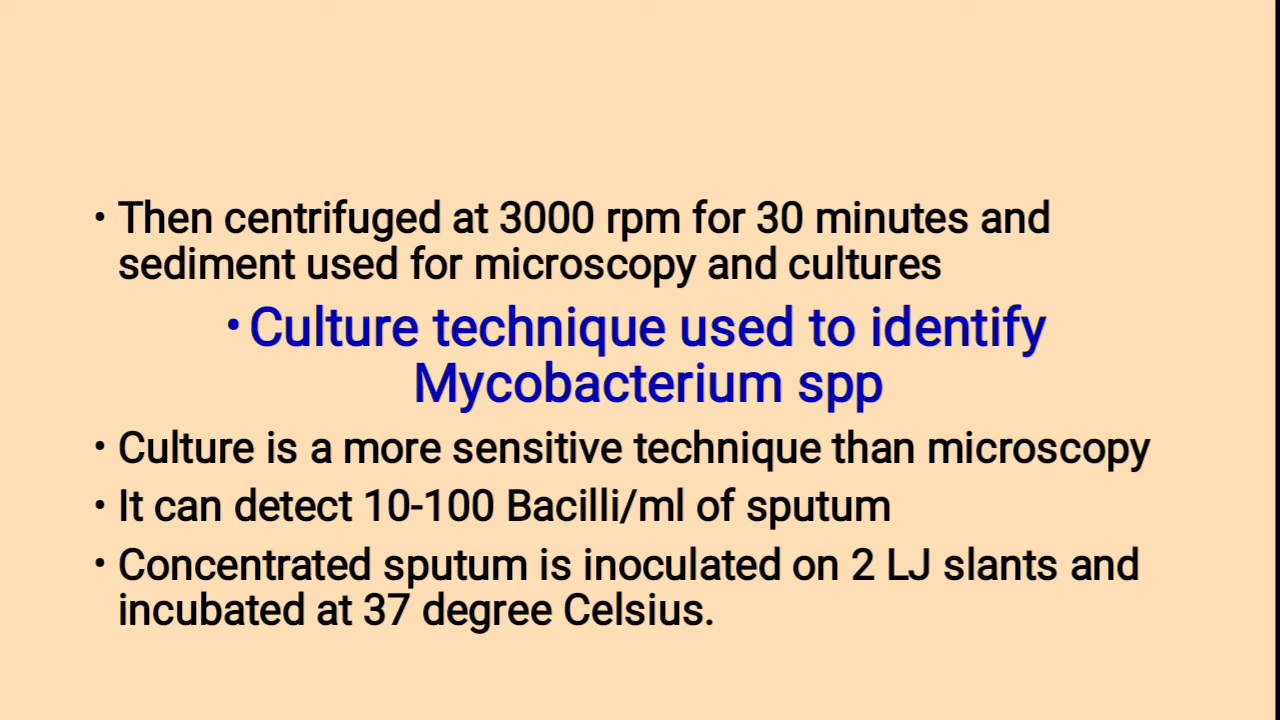 • Then centrifuged at 3000 rpm for 30 minutes and
sediment used for microscopy and cultures
• Culture technique used to identify
Mycobacterium spp
• Culture is a more sensitive technique than microscopy
• It can detect 10-100 Bacilli/ml of sputum
• Concentrated sputum is inoculated on 2 LJ slants and
incubated at 37 degree Celsius.